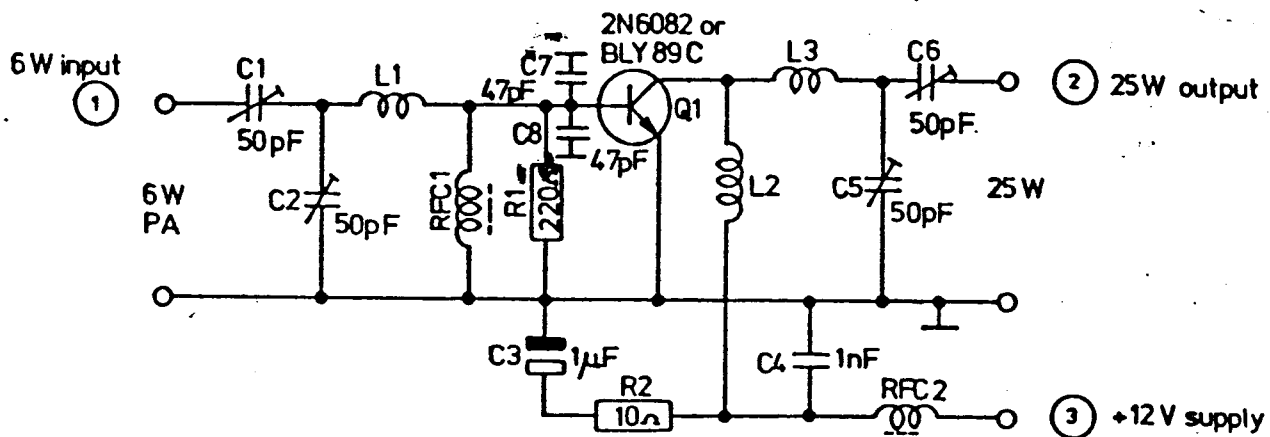 2N6082 or
BLY89C
6W input
1
C1
50pF
L1
C7
47pF
C8
47pF
Q1
L3
C6
50pF
2
25W output
6W
PA
C2
50pF
RFC1
R1
220Ω
L2
C5
50pF
25W
C3
1µF
R2
10Ω
C4
1nF
RFC2
3
+12V supply